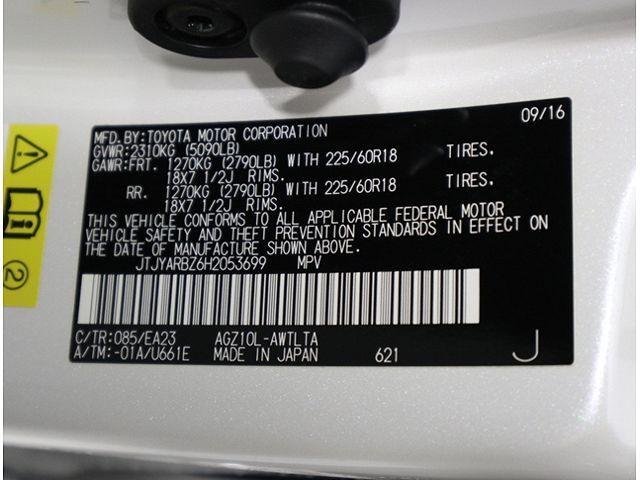 09/16
MFD.BY:TOYOTA MOTOR CORPORATION
GVWR:2310KG (5090LB)
GAWR:FRT. 1270KG (2790LB) WITH 225/60R18 TIRES.
18X7 1/2J RIMS.
RR. 1270KG (2790LB) WITH 225/60R18 TIRES.
18X7 1/2J RIMS.
THIS VEHICLE CONFORMS TO ALL APPLICABLE FEDERAL MOTOR
VEHICLE SAFETY AND THEFT PREVENTION STANDARDS IN EFFECT ON
THE DATE OF MANUFACTURE SHOWN ABOVE.
JTJYARBZ6H2053699 MPV
C/TR:085/EA23 AGZ10L-AWTLTA
A/TM:-01A/U661E MADE IN JAPAN 621 J
2